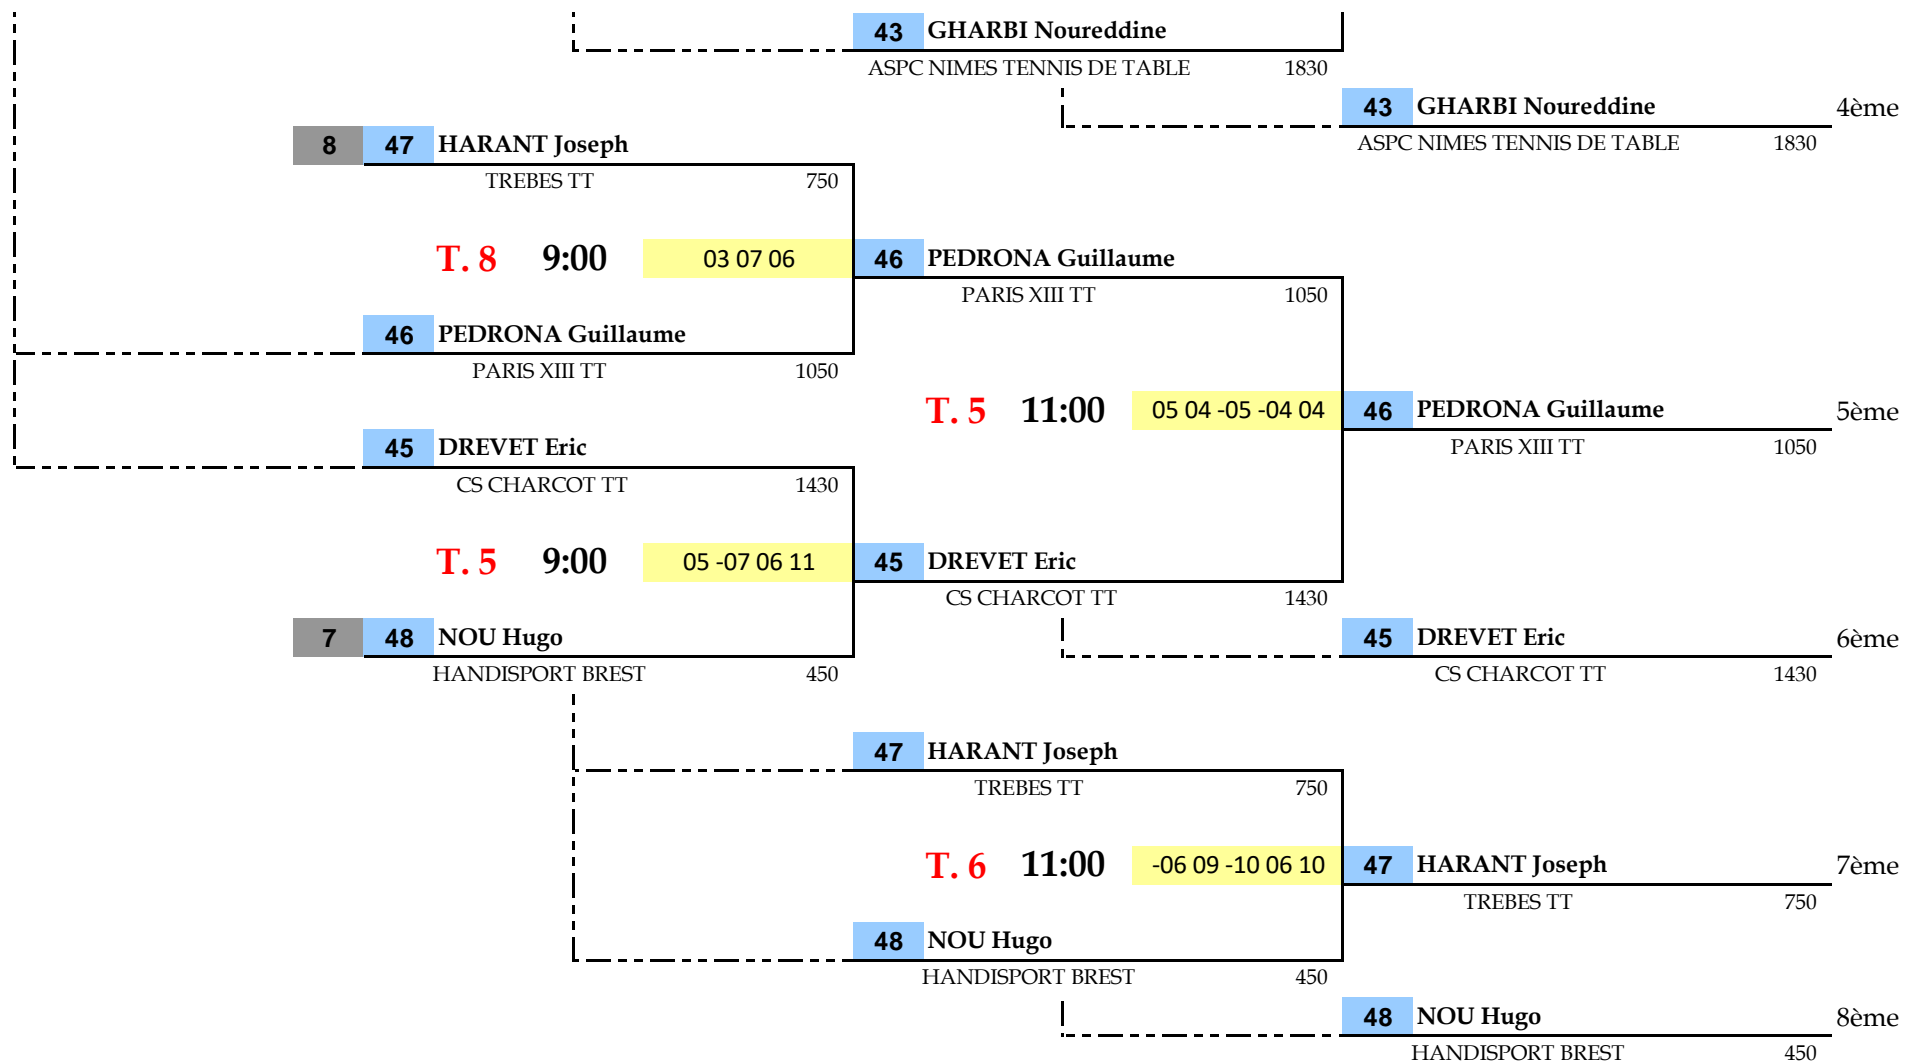 43 GHARBI Noureddine
ASPC NIMES TENNIS DE TABLE 1830
43 GHARBI Noureddine 4ème
ASPC NIMES TENNIS DE TABLE 1830
8 47 HARANT Joseph
TREBES TT 750
T. 8 9:00 03 07 06 46 PEDRONA Guillaume
PARIS XIII TT 1050
46 PEDRONA Guillaume
PARIS XIII TT 1050
T. 5 11:00 05 04 -05 -04 04 46 PEDRONA Guillaume 5ème
PARIS XIII TT 1050
45 DREVET Eric
CS CHARCOT TT 1430
T. 5 9:00 05 -07 06 11 45 DREVET Eric
CS CHARCOT TT 1430
7 48 NOU Hugo 45 DREVET Eric 6ème
HANDISPORT BREST 450 CS CHARCOT TT 1430
47 HARANT Joseph
TREBES TT 750
T. 6 11:00 -06 09 -10 06 10 47 HARANT Joseph 7ème
TREBES TT 750
48 NOU Hugo
HANDISPORT BREST 450
48 NOU Hugo 8ème
HANDISPORT BREST 450